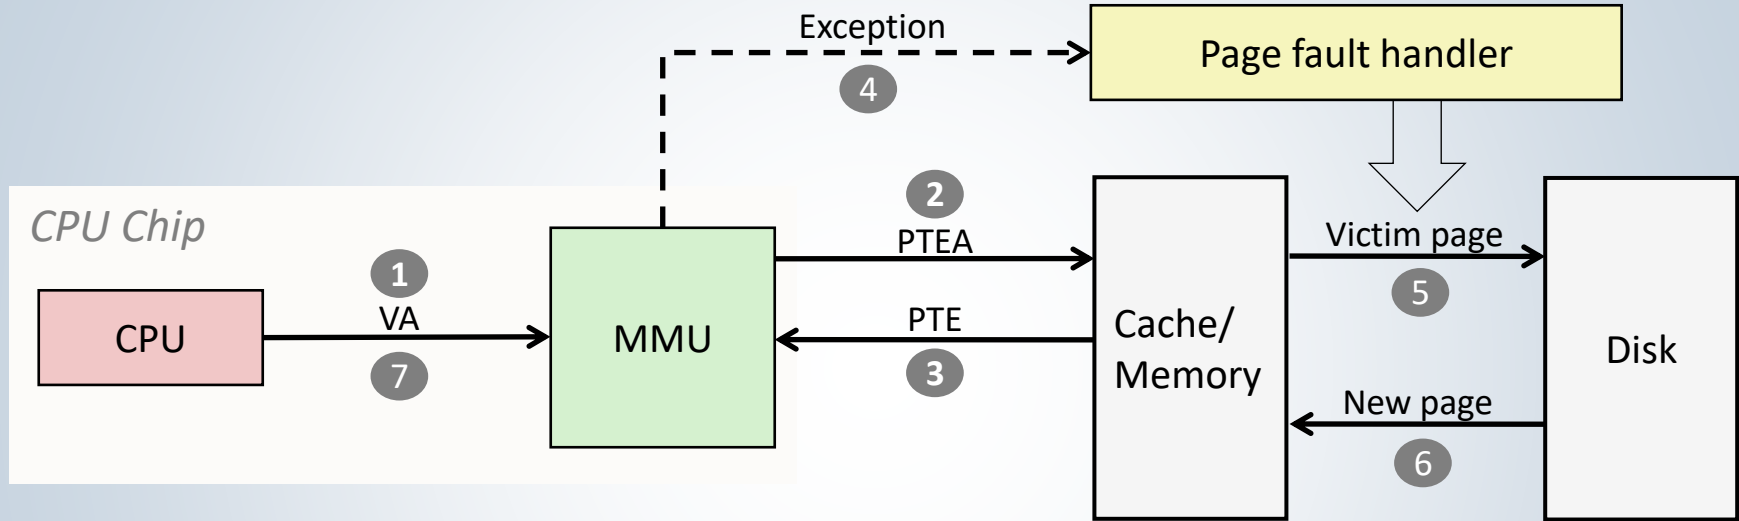 Exception
4
Page fault handler
CPU Chip
2
PTEA
Victim page
5
1
VA
7
CPU
MMU
PTE
3
Cache/
Memory
Disk
New page
6